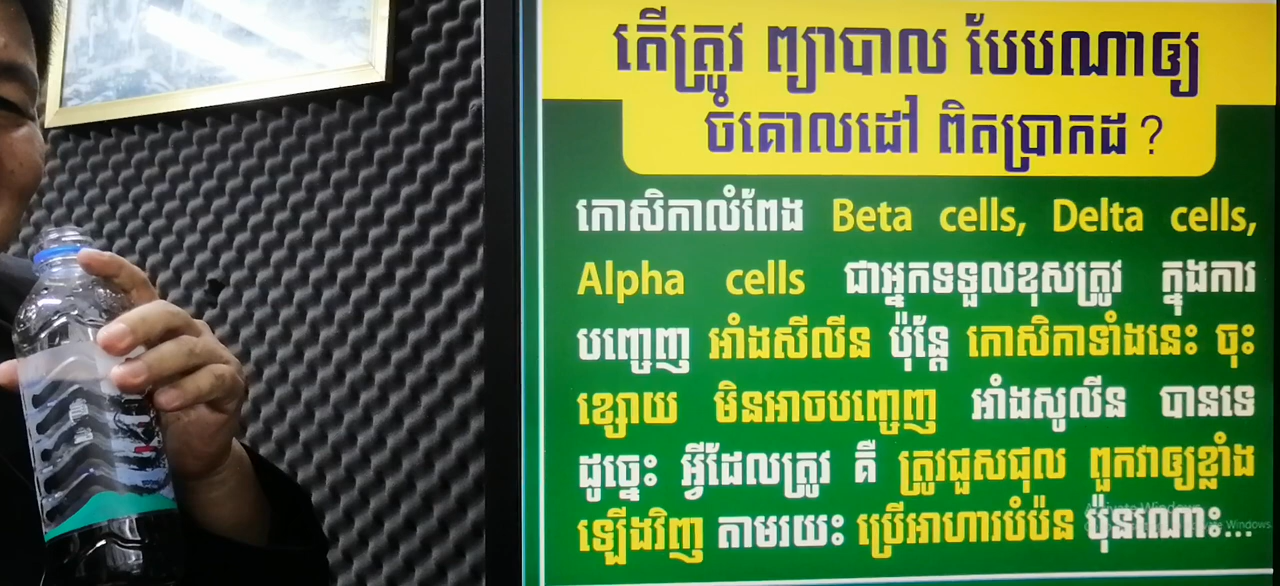 តើត្រូវ ព្យាបាល បែបណាឲ្យ
ចំគោលដៅ ពិតប្រាកដ ?
កោសិកាលំពែង Beta cells, Delta cells,
Alpha cells ជាអ្នកទទួលខុសត្រូវ ក្នុងការ
បញ្ចេញ អាំងស៊ីលីន ប៉ុន្តែ កោសិកាទាំងនេះ ចុះ
ខ្សោយ មិនអាចបញ្ចេញ អាំងសូលីន បានទេ
ដូច្នេះ អ្វីដែលត្រូវ គឺ ត្រូវជួសជុល ពួកវាឲ្យខ្លាំង
ឡើងវិញ តាមរយះ ប្រើអាហារបំប៉ន ប៉ុនណោះ...
Activate Windows